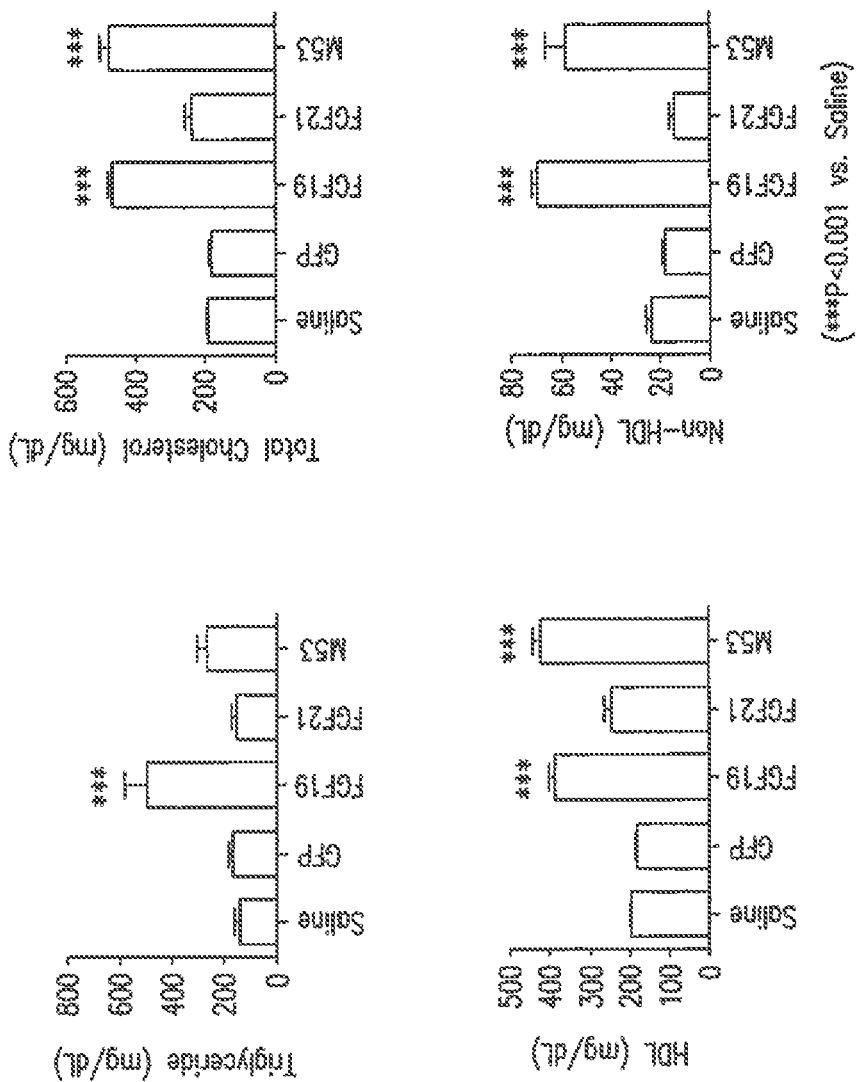 Triglyceride (mg/dL)
800
600
400
200
0
***
Saline
GFP
FGF19
FGF21
M53
Total Cholesterol (mg/dL)
600
400
200
0
***
***
Saline
GFP
FGF19
FGF21
M53
HDL (mg/dL)
500
400
300
200
100
0
***
***
Saline
GFP
FGF19
FGF21
M53
Non-HDL (mg/dL)
80
60
40
20
0
***
***
Saline
GFP
FGF19
FGF21
M53
(***P<0.001 vs. Saline)